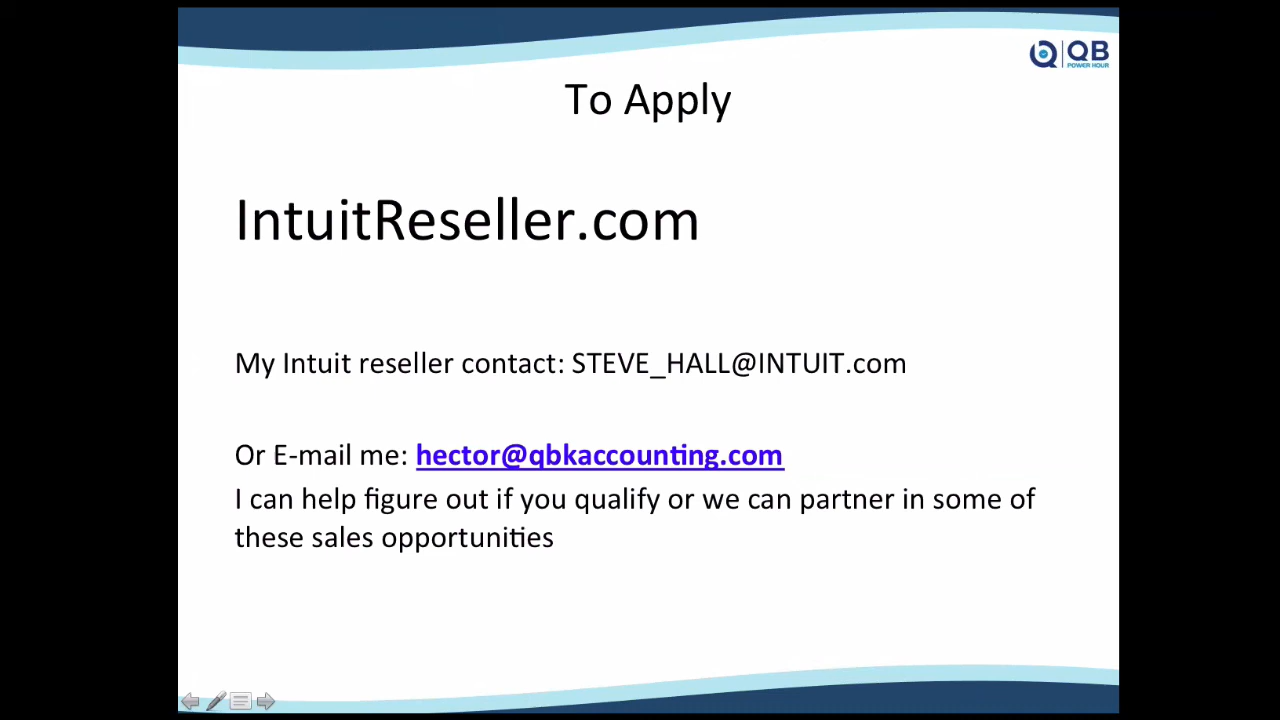 QB
POWER HOUR
To Apply
IntuitReseller.com
My Intuit reseller contact: STEVE_HALL@INTUIT.com
Or E-mail me: hector@qbkaccounting.com
I can help figure out if you qualify or we can partner in some of
these sales opportunities